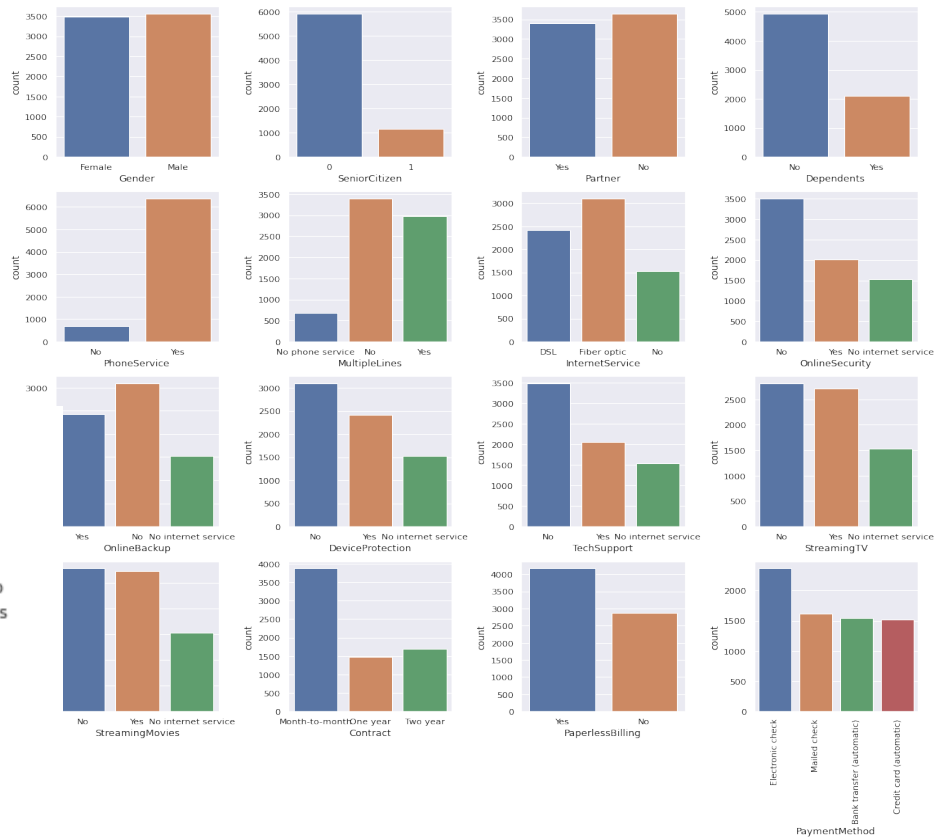 count
3500
3000
2500
2000
1500
1000
500
0
Female Male
Gender
count
6000
5000
4000
3000
2000
1000
0
0 1
SeniorCitizen
count
3500
3000
2500
2000
1500
1000
500
0
Yes No
Partner
count
5000
4000
3000
2000
1000
0
No Yes
Dependents
count
6000
5000
4000
3000
2000
1000
0
No Yes
PhoneService
count
3500
3000
2500
2000
1500
1000
500
0
No phone service No Yes
MultipleLines
count
3000
2500
2000
1500
1000
500
0
DSL Fiber optic No
InternetService
count
3500
3000
2500
2000
1500
1000
500
0
No Yes No internet service
OnlineSecurity
3000
Yes No No internet service
OnlineBackup
count
3000
2500
2000
1500
1000
500
0
No Yes No internet service
DeviceProtection
count
3500
3000
2500
2000
1500
1000
500
0
No Yes No internet service
TechSupport
count
2500
2000
1500
1000
500
0
No Yes No internet service
StreamingTV
No Yes No internet service
StreamingMovies
count
4000
3500
3000
2500
2000
1500
1000
500
0
Month-to-month One year Two year
Contract
count
4000
3500
3000
2500
2000
1500
1000
500
0
Yes No
PaperlessBilling
count
2000
1500
1000
500
0
Electronic check
Mailed check
Bank transfer (automatic)
Credit card (automatic)
PaymentMethod